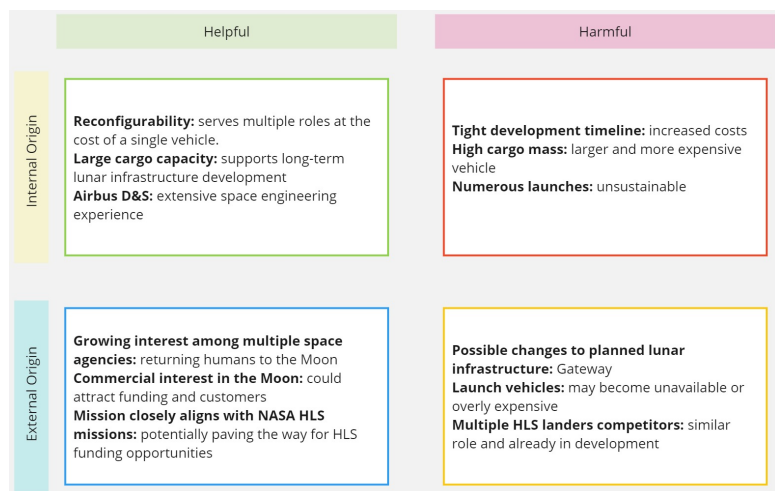 Helpful
Harmful
Internal Origin
Reconfigurability: serves multiple roles at the
cost of a single vehicle.
Large cargo capacity: supports long-term
lunar infrastructure development
Airbus D&S: extensive space engineering
experience
Tight development timeline: increased costs
High cargo mass: larger and more expensive
vehicle
Numerous launches: unsustainable
External Origin
Growing interest among multiple space
agencies: returning humans to the Moon
Commercial interest in the Moon: could
attract funding and customers
Mission closely aligns with NASA HLS
missions: potentially paving the way for HLS
funding opportunities
Possible changes to planned lunar
infrastructure: Gateway
Launch vehicles: may become unavailable or
overly expensive
Multiple HLS landers competitors: similar
role and already in development